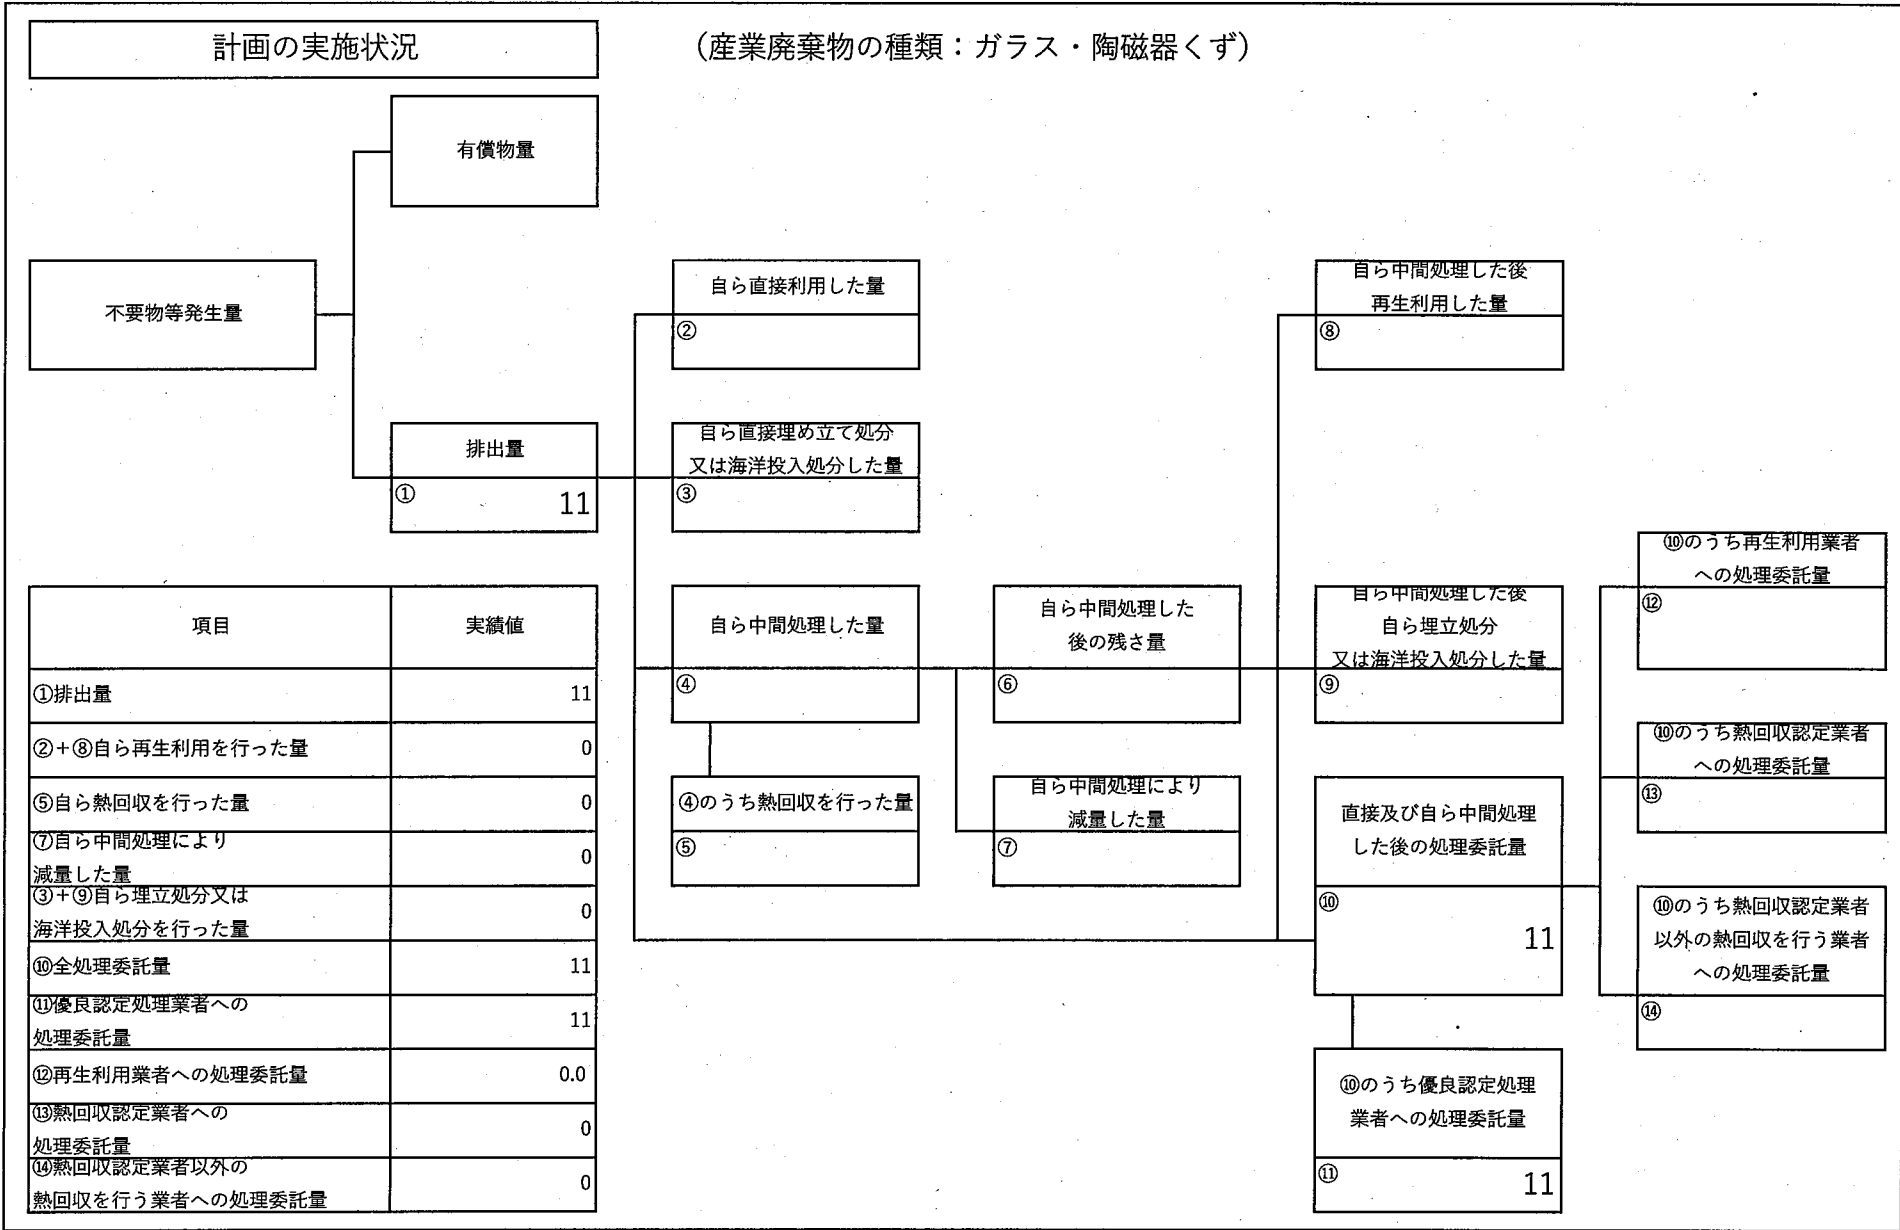 計画の実施状況
(産業廃棄物の種類:ガラス・陶磁器くず)
有償物量
不要物等発生量
自ら直接利用した量
②
自ら中間処理した後
再生利用した量
⑧
排出量
①
11
自ら直接埋め立て処分
又は海洋投入処分した量
③
項目
実績値
①排出量
11
②+⑧自ら再生利用を行った量
0
⑤自ら熱回収を行った量
0
⑦自ら中間処理により
減量した量
0
③+⑨自ら埋立処分又は
海洋投入処分を行った量
0
⑩全処理委託量
11
⑪優良認定処理業者への
処理委託量
11
⑫再生利用業者への処理委託量
0.0
⑬熱回収認定業者への
処理委託量
0
⑭熱回収認定業者以外の
熱回収を行う業者への処理委託量
0
自ら中間処理した量
④
④のうち熱回収を行った量
⑤
自ら中間処理した
後の残さ量
⑥
自ら中間処理により
減量した量
⑦
自ら中間処理した後
自ら埋立処分
又は海洋投入処分した量
⑨
直接及び自ら中間処理
した後の処理委託量
⑩
11
⑩のうち優良認定処理
業者への処理委託量
⑪
11
⑩のうち再生利用業者
への処理委託量
⑫
⑩のうち熱回収認定業者
への処理委託量
⑬
⑩のうち熱回収認定業者
以外の熱回収を行う業者
への処理委託量
⑭